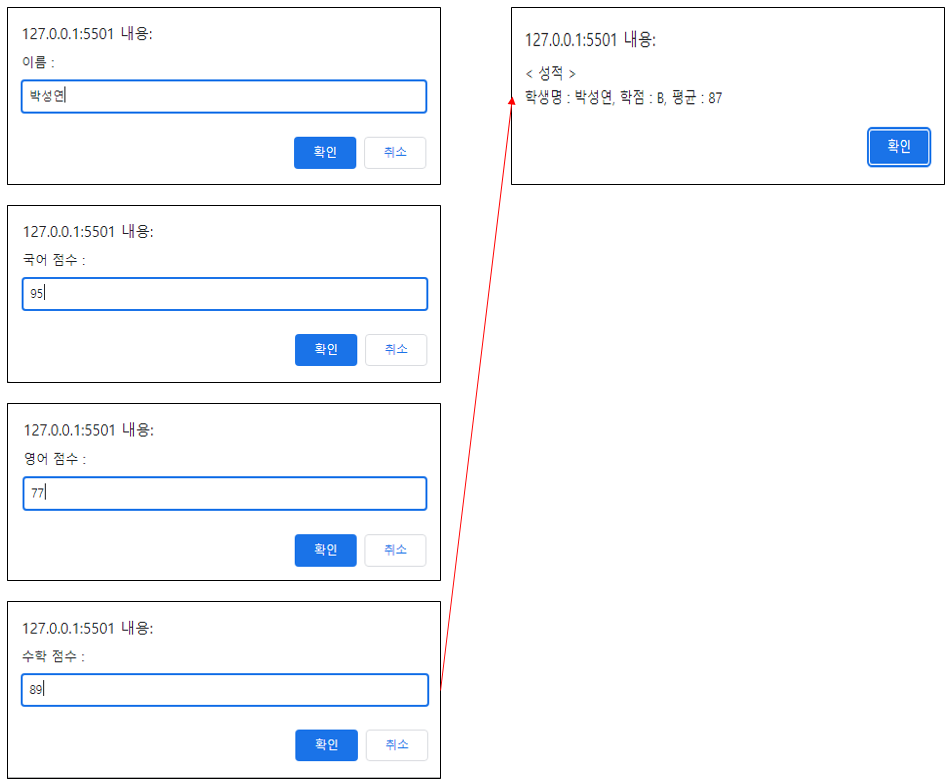 127.0.0.1:5501 내용:
이름 :
박성연
확인 취소
127.0.0.1:5501 내용:
국어 점수 :
95
확인 취소
127.0.0.1:5501 내용:
영어 점수 :
77
확인 취소
127.0.0.1:5501 내용:
수학 점수 :
89
확인 취소
127.0.0.1:5501 내용:
< 성적 >
학생명 : 박성연, 학점 : B, 평균 : 87
확인